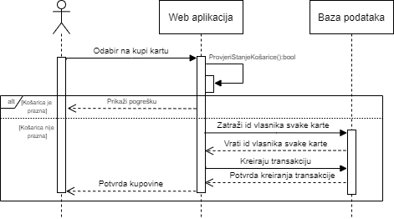 Web aplikacija
Baza podataka
Odabir na kupi kartu
ProvjeriStanjeKošarice():bool
alt
[Košarica je
prazna]
Prikaži pogrešku
[Košarica nije
prazna]
Zatraži id vlasnika svake karte
Vrati id vlasnika svake karte
Kreiraju transakciju
Potvrda kreiranja transakcije
Potvrda kupovine